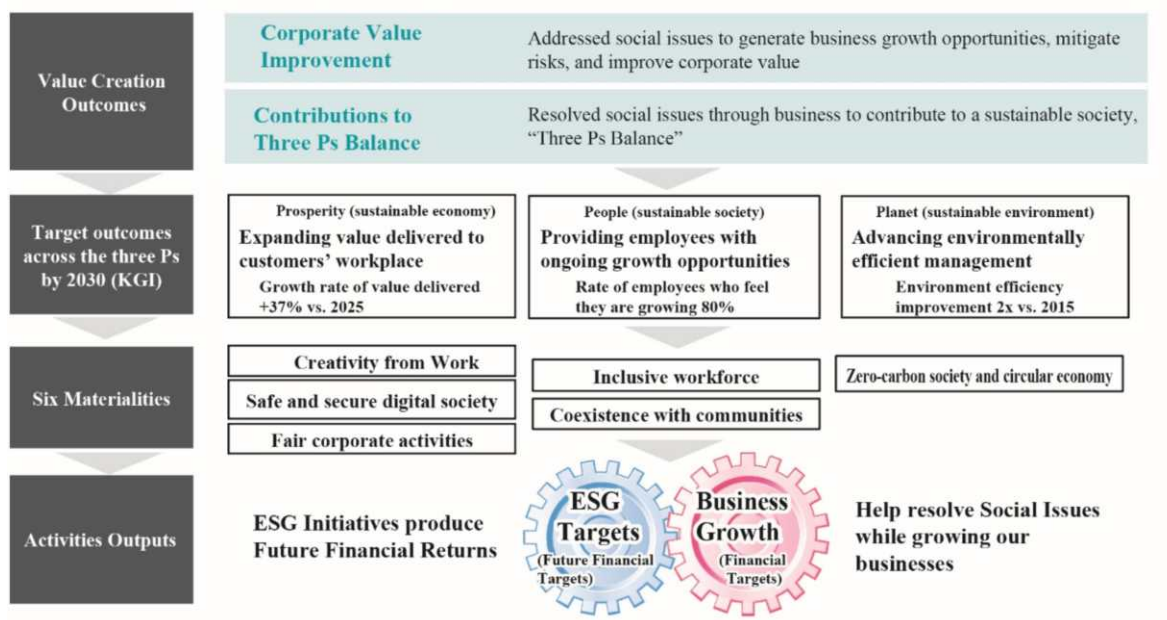 Value Creation
Outcomes
Corporate Value
Improvement
Addressed social issues to generate business growth opportunities, mitigate
risks, and improve corporate value
Contributions to
Three Ps Balance
Resolved social issues through business to contribute to a sustainable society,
“Three Ps Balance”
Target outcomes
across the three Ps
by 2030 (KGI)
Prosperity (sustainable economy)
Expanding value delivered to
customers’ workplace
Growth rate of value delivered
+37% vs. 2025
People (sustainable society)
Providing employees with
ongoing growth opportunities
Rate of employees who feel
they are growing 80%
Planet (sustainable environment)
Advancing environmentally
efficient management
Environment efficiency
improvement 2x vs. 2015
Six Materialities
Creativity from Work
Safe and secure digital society
Fair corporate activities
Inclusive workforce
Coexistence with communities
Zero-carbon society and circular economy
Activities Outputs
ESG Initiatives produce
Future Financial Returns
ESG
Targets
(Future Financial
Targets)
Business
Growth
(Financial
Targets)
Help resolve Social Issues
while growing our
businesses